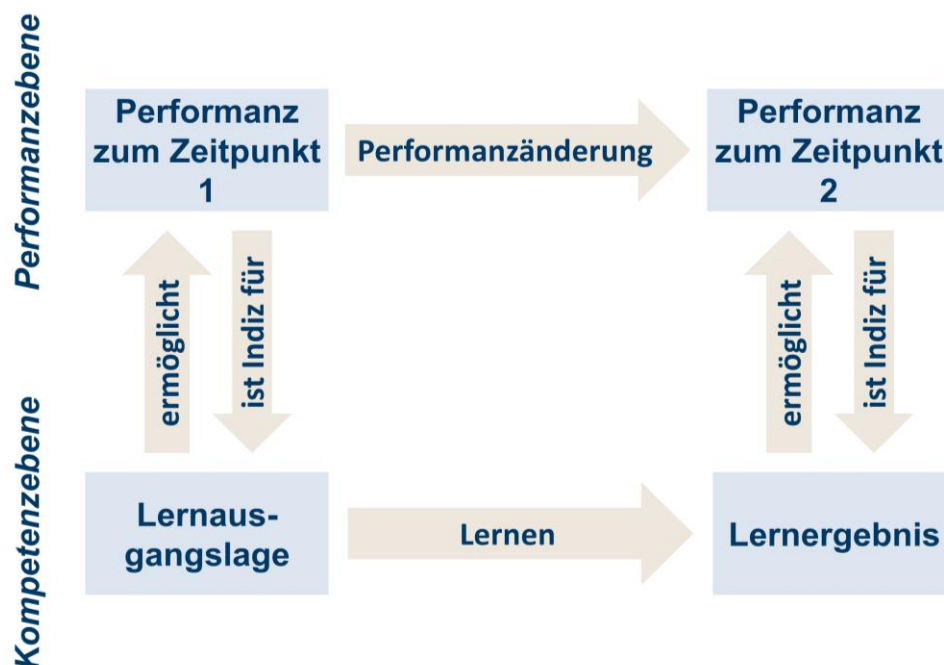 Performanzebene
Performanz
zum Zeitpunkt
1
Performanzänderung
Performanz
zum Zeitpunkt
2
ermöglicht
ist Indiz für
ermöglicht
ist Indiz für
Kompetenzebene
Lernaus-
gangslage
Lernen
Lernergebnis